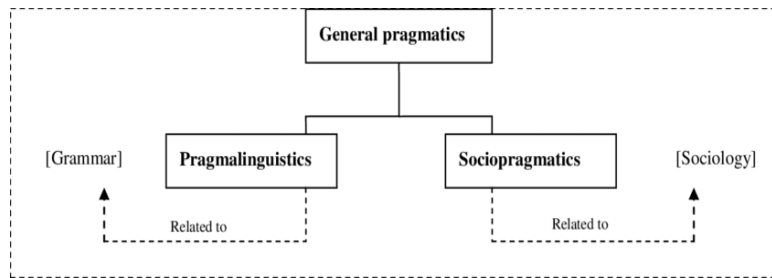 General pragmatics
[Grammar]
Pragmalinguistics
Sociopragmatics
[Sociology]
Related to
Related to